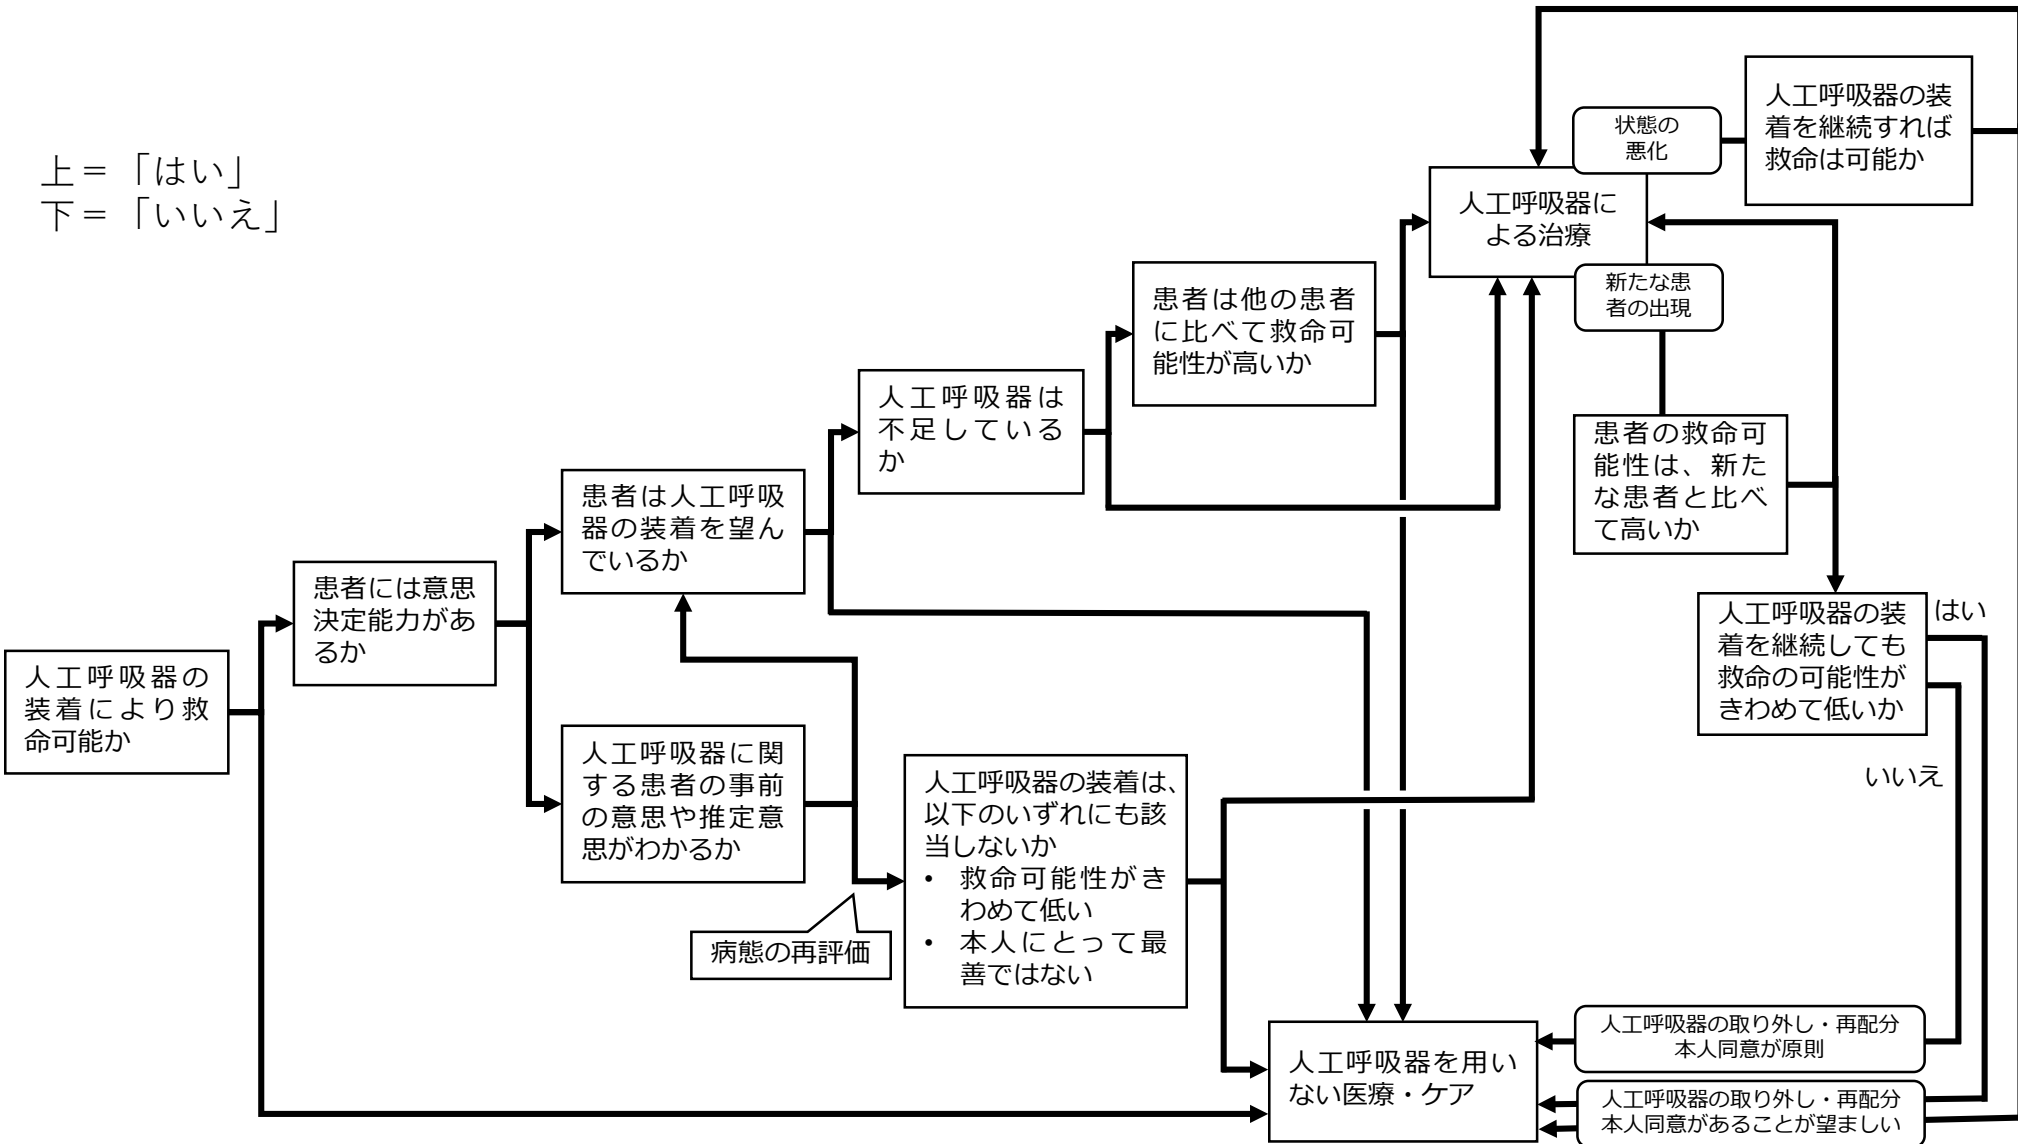 上＝「はい」
下＝「いいえ」
人工呼吸器の
装着により救
命可能か
患者には意思
決定能力があ
るか
患者は人工呼吸
器の装着を望ん
でいるか
人工呼吸器に関
する患者の事前
の意思や推定意
思がわかるか
病態の再評価
人工呼吸器は
不足している
か
人工呼吸器の装着は、
以下のいずれにも該
当しないか
• 救命可能性がき
わめて低い
• 本人にとって最
善ではない
患者は他の患者
に比べて救命可
能性が高いか
人工呼吸器に
よる治療
状態の
悪化
人工呼吸器の装
着を継続すれば
救命は可能か
新たな患
者の出現
患者の救命可
能性は、新た
な患者と比べ
て高いか
人工呼吸器の装
着を継続しても
救命の可能性が
きわめて低いか
はい
いいえ
人工呼吸器を用い
ない医療・ケア
人工呼吸器の取り外し・再配分
本人同意が原則
人工呼吸器の取り外し・再配分
本人同意があることが望ましい